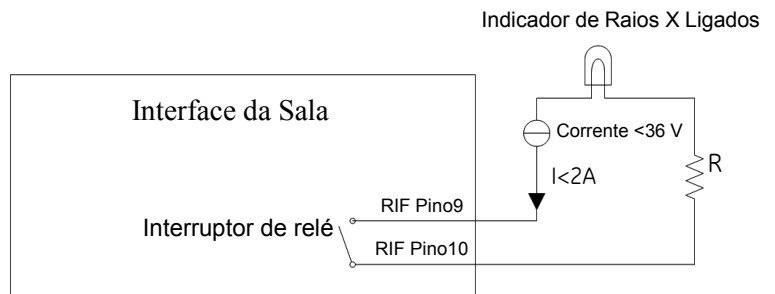 Indicador de Raios X Ligados
Interface da Sala
Corrente <36 V
I<2A
R
RIF Pino9
Interruptor de relé
RIF Pino10